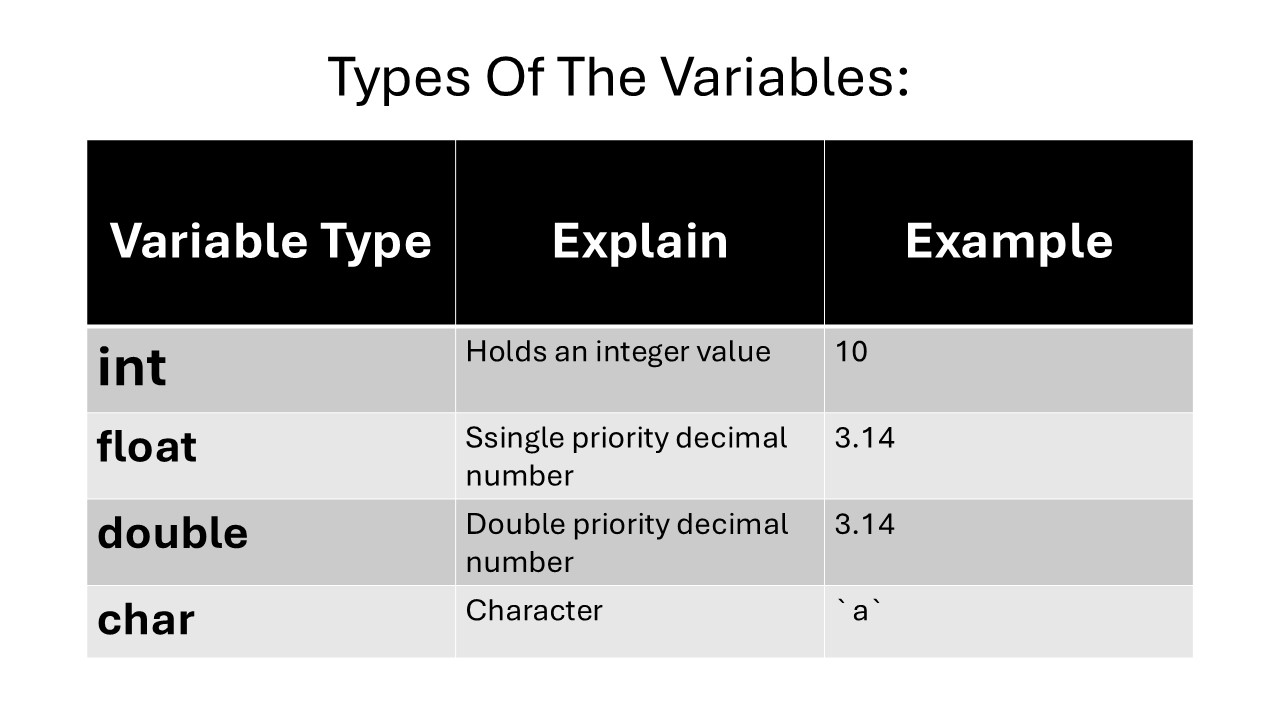 Types Of The Variables:
Variable Type Explain Example
int Holds an integer value 10
float Ssingle priority decimal 3.14
number
double Double priority decimal 3.14
number
char Character `a`